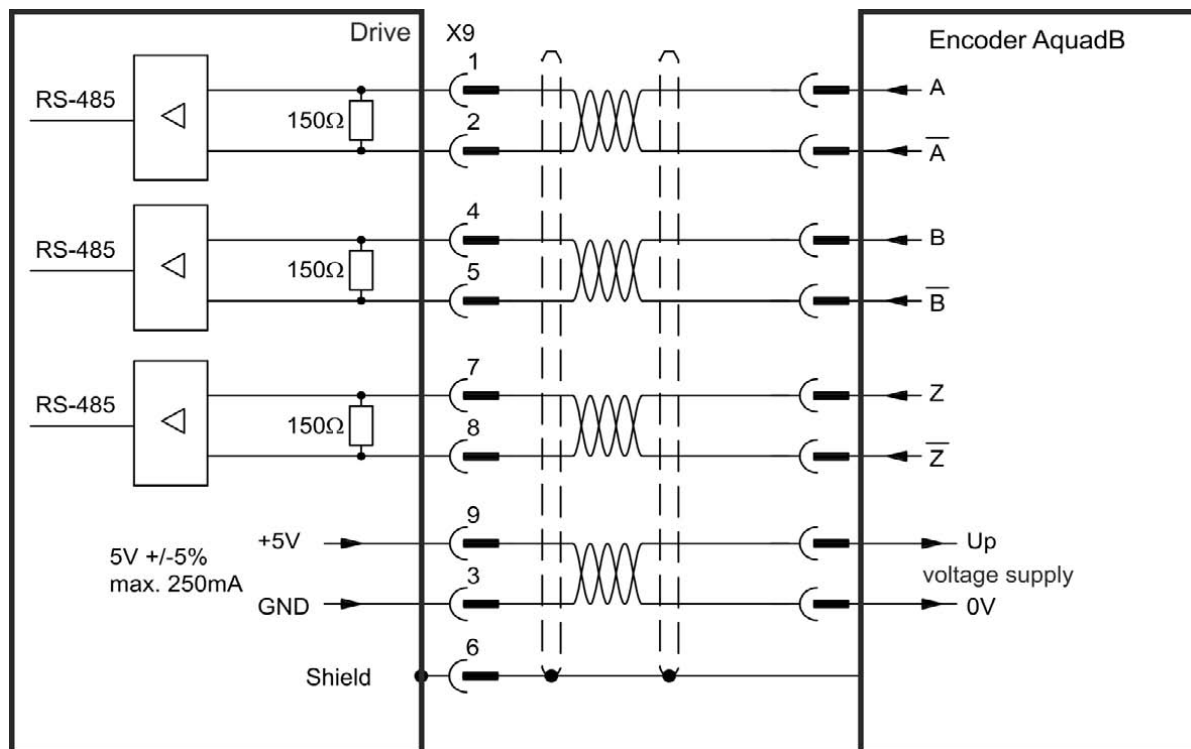 Drive
X9
Encoder AquadB
RS-485
150Ω
1
2
A
A̅
RS-485
150Ω
4
5
B
B̅
RS-485
150Ω
7
8
Z
Z̅
5V +/-5%
max. 250mA
+5V
9
Up
voltage supply
GND
3
0V
Shield
6